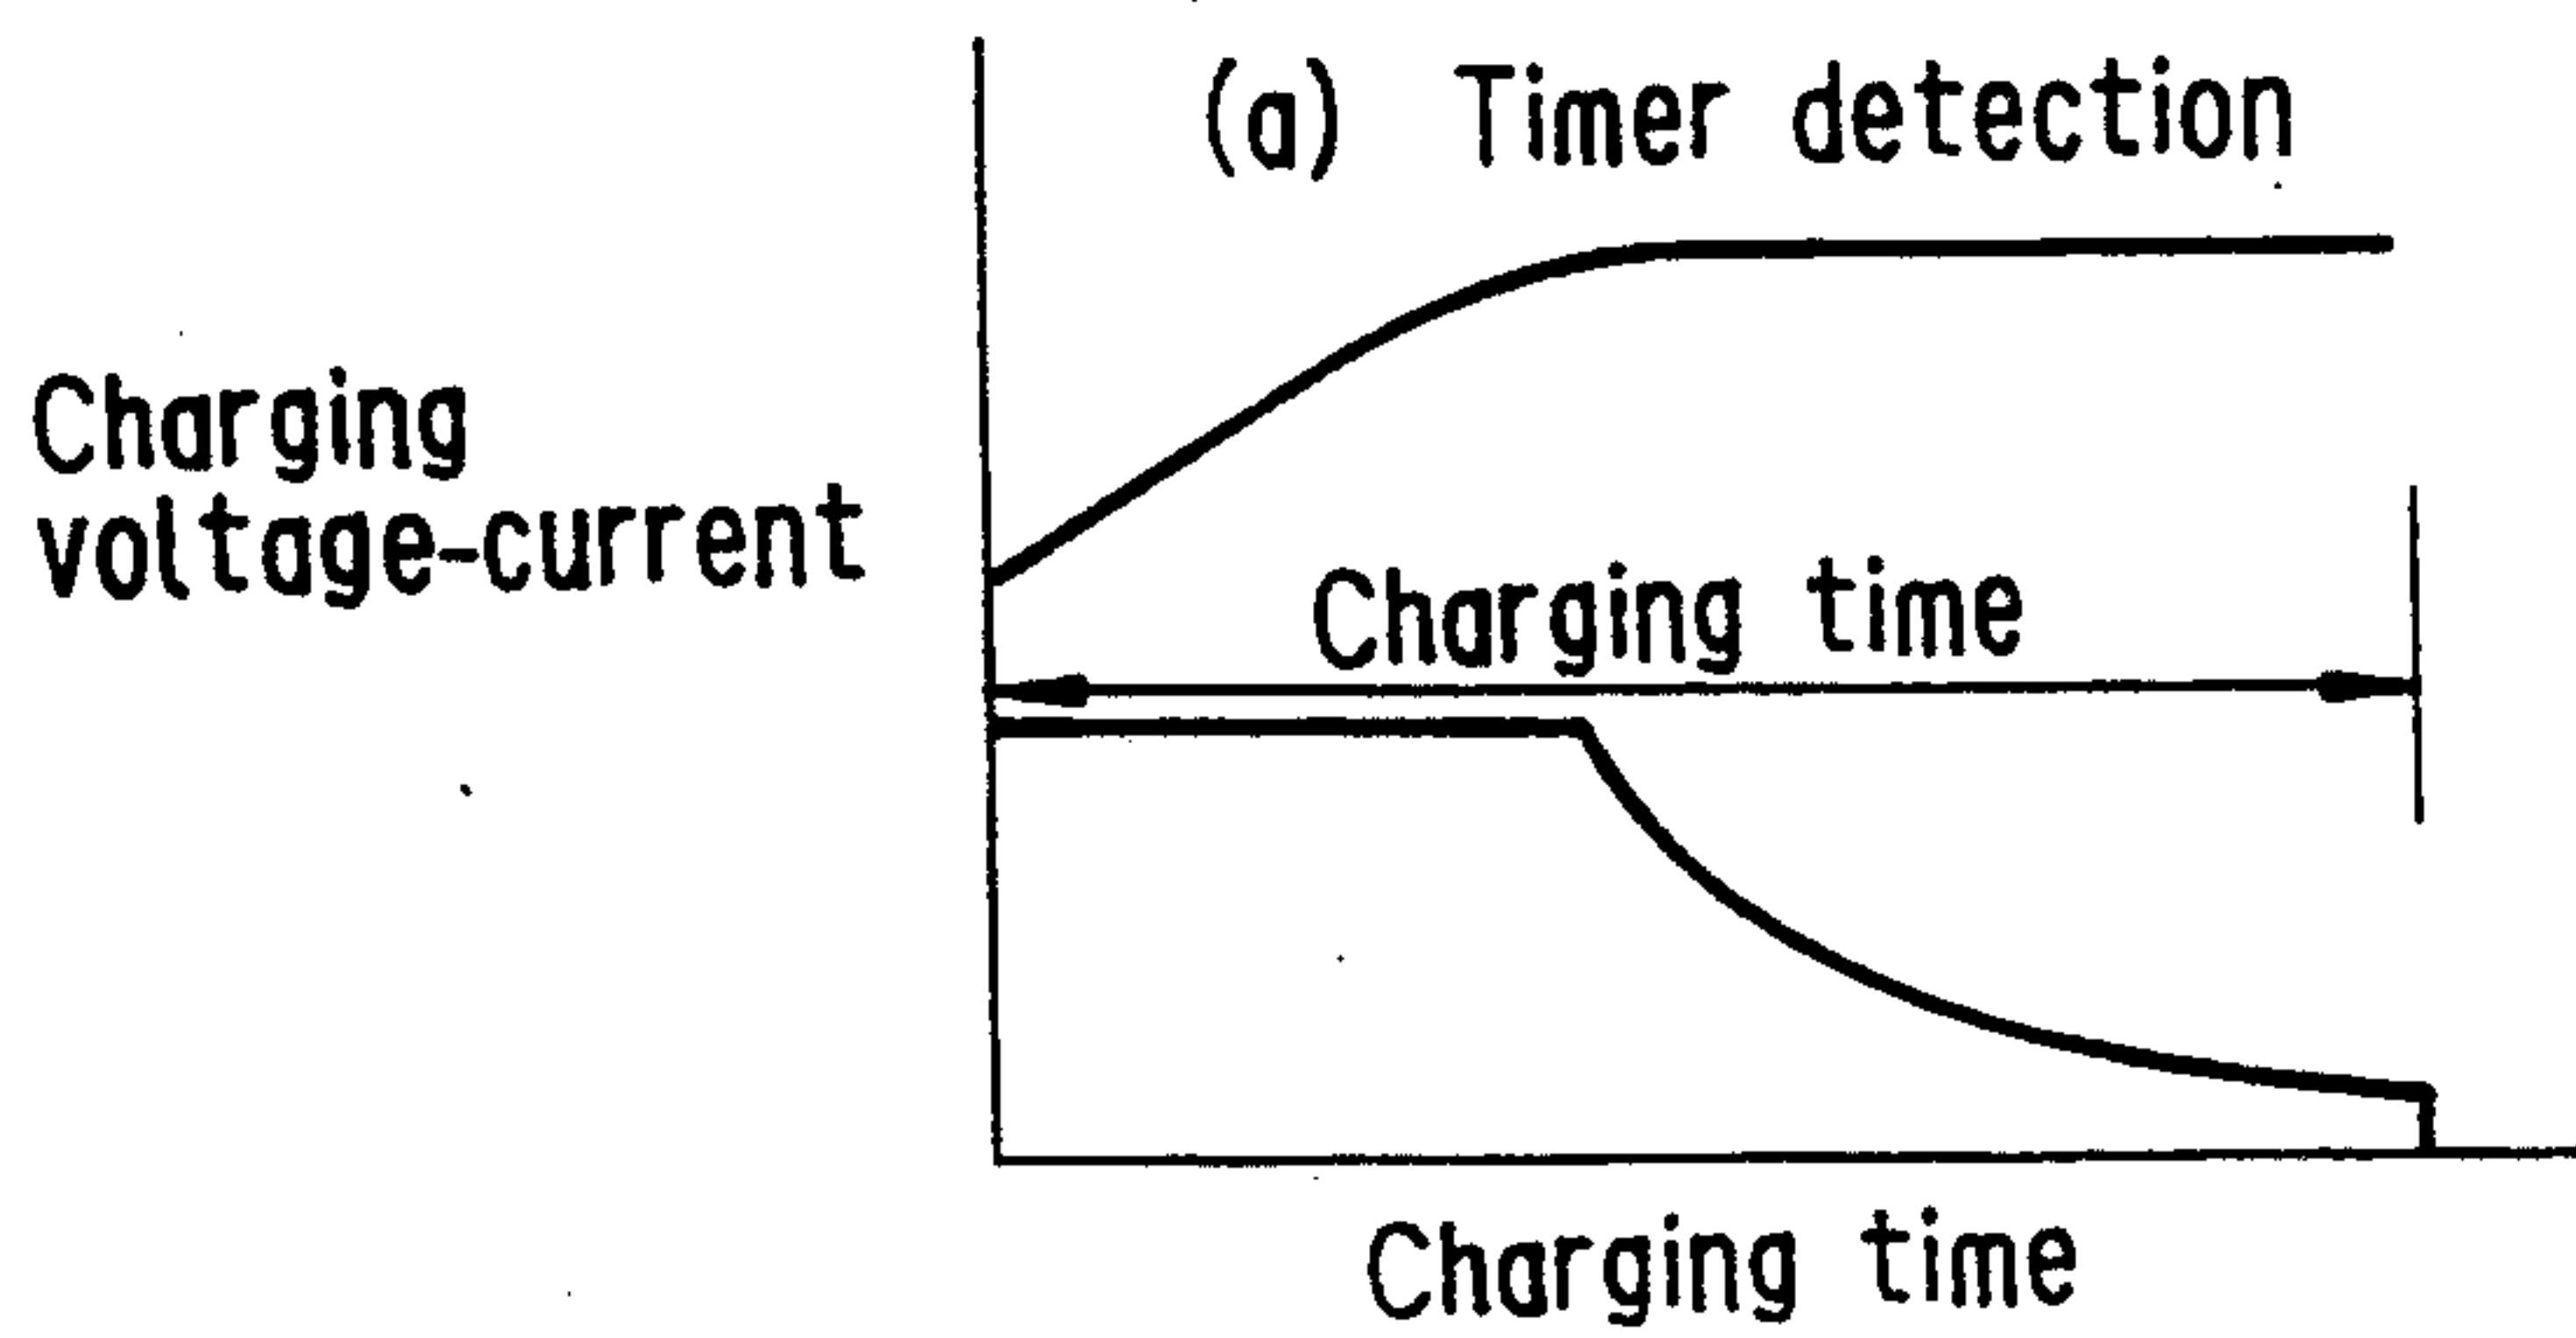 (a) Timer detection
Charging
voltage-current
Charging time
Charging time